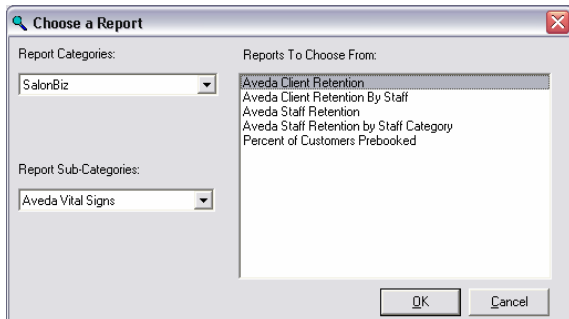 Choose a Report
Report Categories:
SalonBiz
Report Sub-Categories:
Aveda Vital Signs
Reports To Choose From:
Aveda Client Retention
Aveda Client Retention By Staff
Aveda Staff Retention
Aveda Staff Retention by Staff Category
Percent of Customers Prebooked
OK
Cancel